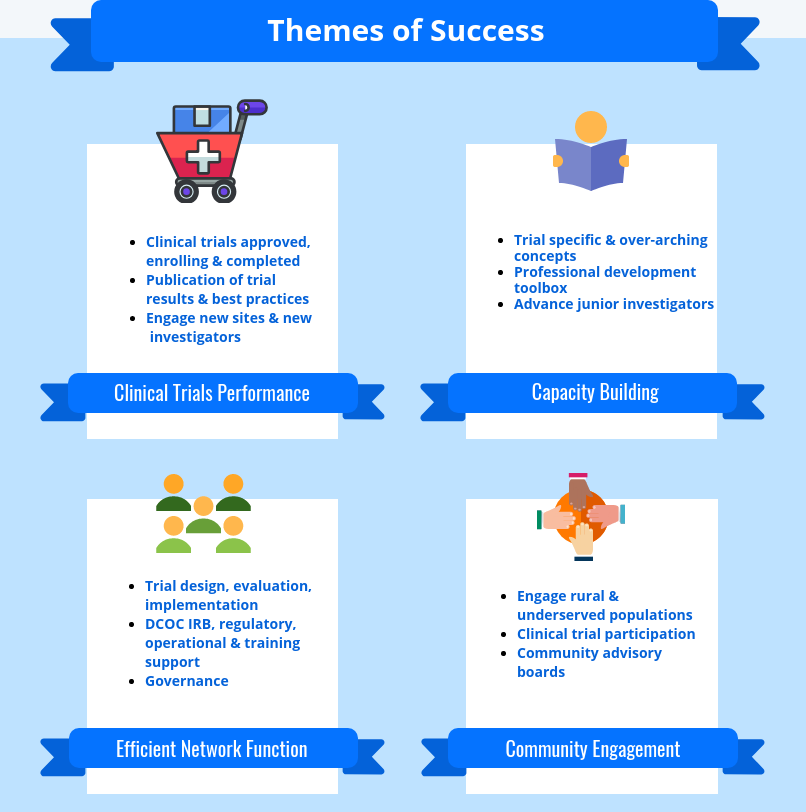 Themes of Success
Clinical trials approved,
enrolling & completed
Publication of trial
results & best practices
Engage new sites & new
investigators
Clinical Trials Performance
Trial specific & over-arching
concepts
Professional development
toolbox
Advance junior investigators
Capacity Building
Trial design, evaluation,
implementation
DCOC IRB, regulatory,
operational & training
support
Governance
Efficient Network Function
Engage rural &
underserved populations
Clinical trial participation
Community advisory
boards
Community Engagement